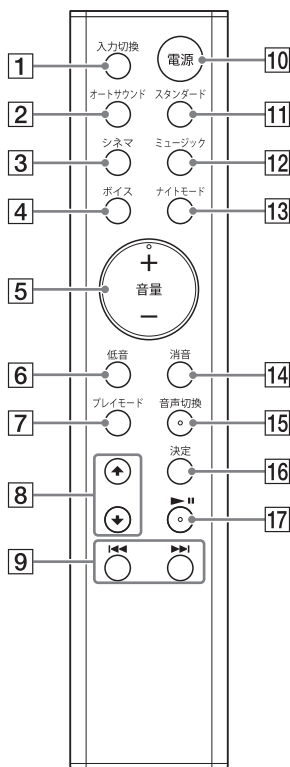 入力切換
1
電源
10
オートサウンド
スタンダード
2
11
シネマ
ミュージック
3
12
ボイス
ナイトモード
4
13
+
音量
−
5
低音
消音
6
14
プレイモード
音声切換
7
15
決定
8
16
17
9